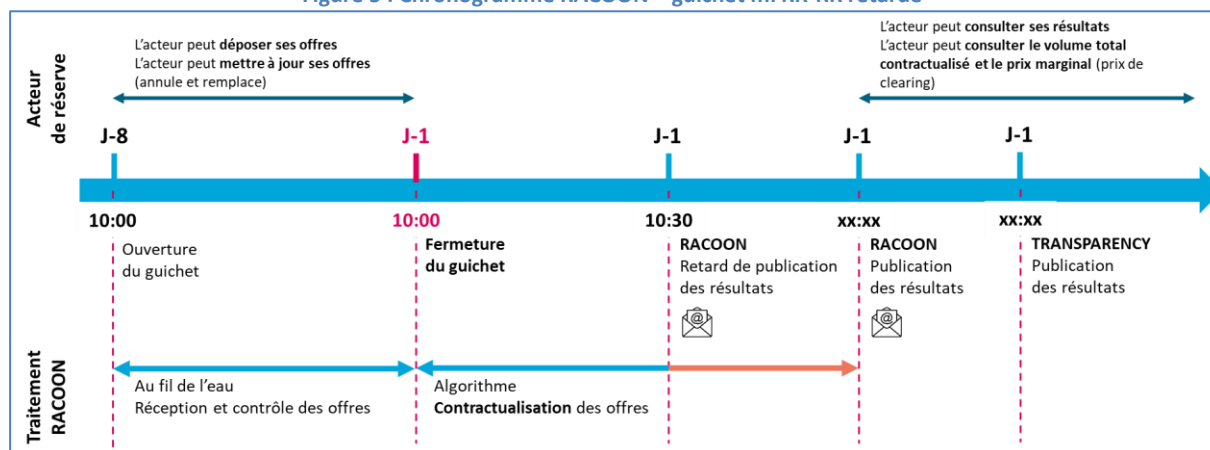 L'acteur peut déposer ses offres
L'acteur peut mettre à jour ses offres
(annule et remplace)
L'acteur peut consulter ses résultats
L'acteur peut consulter le volume total
contractualisé et le prix marginal (prix de
clearing)
Acteur
de réserve
J-8
J-1
J-1
J-1
J-1
10:00
10:00
10:30
xx:xx
xx:xx
Ouverture
du guichet
Fermeture
du guichet
RACOON
Retard de publication
des résultats
RACOON
Publication
des résultats
TRANSPARENCY
Publication
des résultats
Traitement
RACOON
Au fil de l'eau
Réception et contrôle des offres
Algorithme
Contractualisation des offres